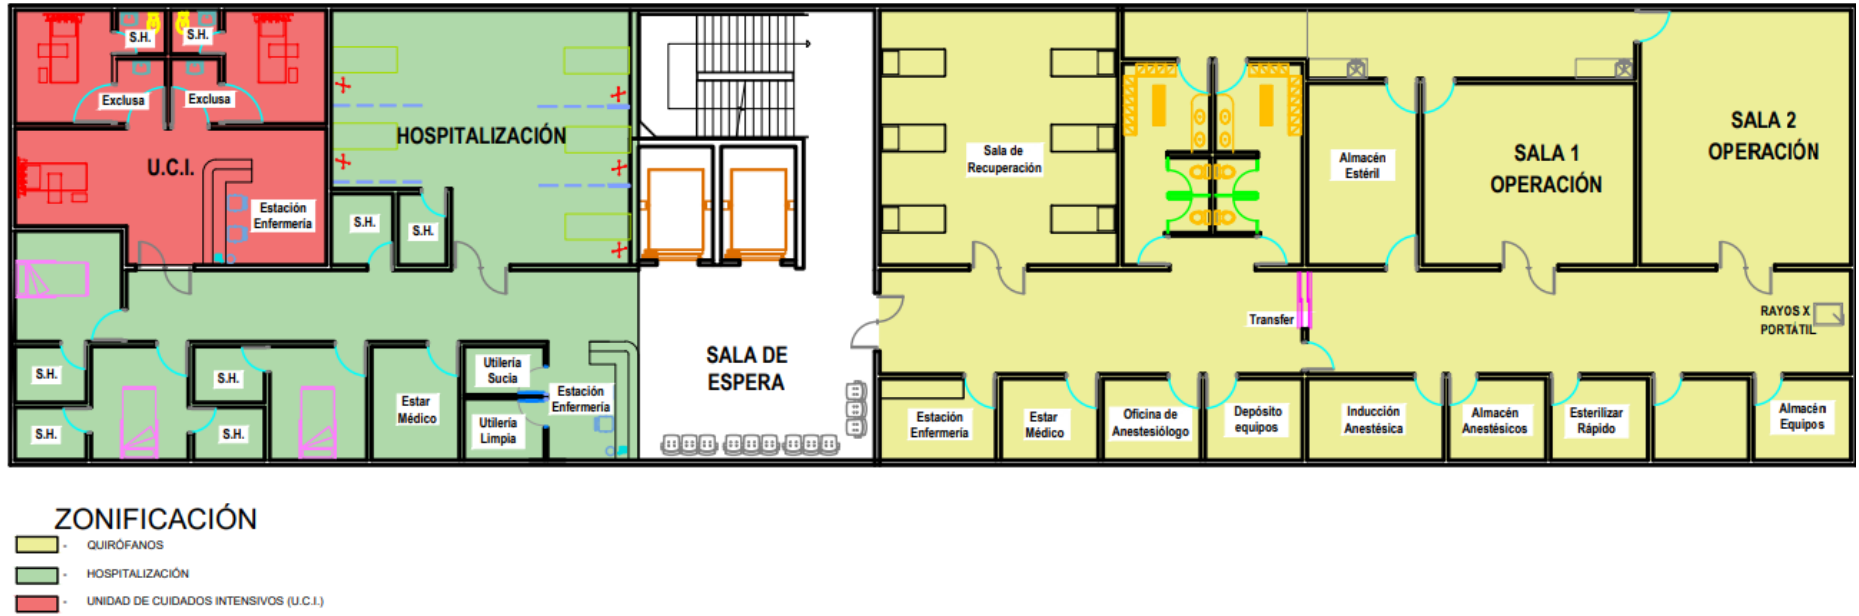 S.H.
S.H.
Exclusa
Exclusa
U.C.I.
Estación
Enfermería
HOSPITALIZACIÓN
S.H.
S.H.
S.H.
S.H.
S.H.
S.H.
Estar
Médico
Utilería
Sucia
Utilería
Limpia
Estación
Enfermería
SALA DE
ESPERA
Sala de
Recuperación
Almacén
Estéril
SALA 1
OPERACIÓN
SALA 2
OPERACIÓN
Transfer
RAYOS X
PORTÁTIL
Estación
Enfermería
Estar
Médico
Oficina de
Anestesiólogo
Depósito
equipos
Inducción
Anestésica
Almacén
Anestésicos
Esterilizar
Rápido
Almacén
Equipos
ZONIFICACIÓN
- QUIRÓFANOS
- HOSPITALIZACIÓN
- UNIDAD DE CUIDADOS INTENSIVOS (U.C.I.)